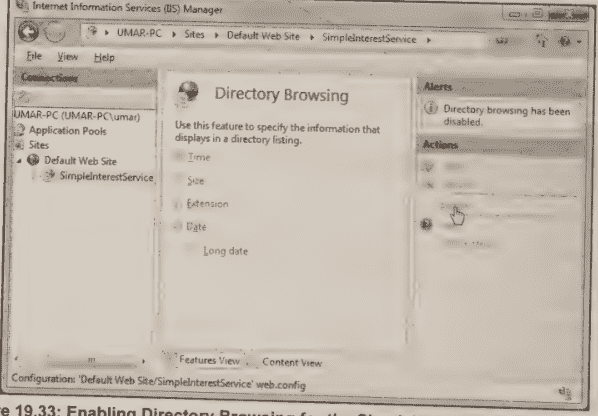 Internet Information Services (IIS) Manager
UMAR-PC Sites Default Web Site SimpleInterestService
File View Help
Connections
UMAR-PC (UMAR-PC\umar)
Application Pools
Sites
Default Web Site
SimpleInterestService
Directory Browsing
Use this feature to specify the information that
displays in a directory listing.
Time
Size
Extension
Date
Long date
Alerts
Directory browsing has been
disabled.
Actions
Features View Content View
Configuration: 'Default Web Site/SimpleInterestService' web.config
19.33: Enabling Directory Browsing for the